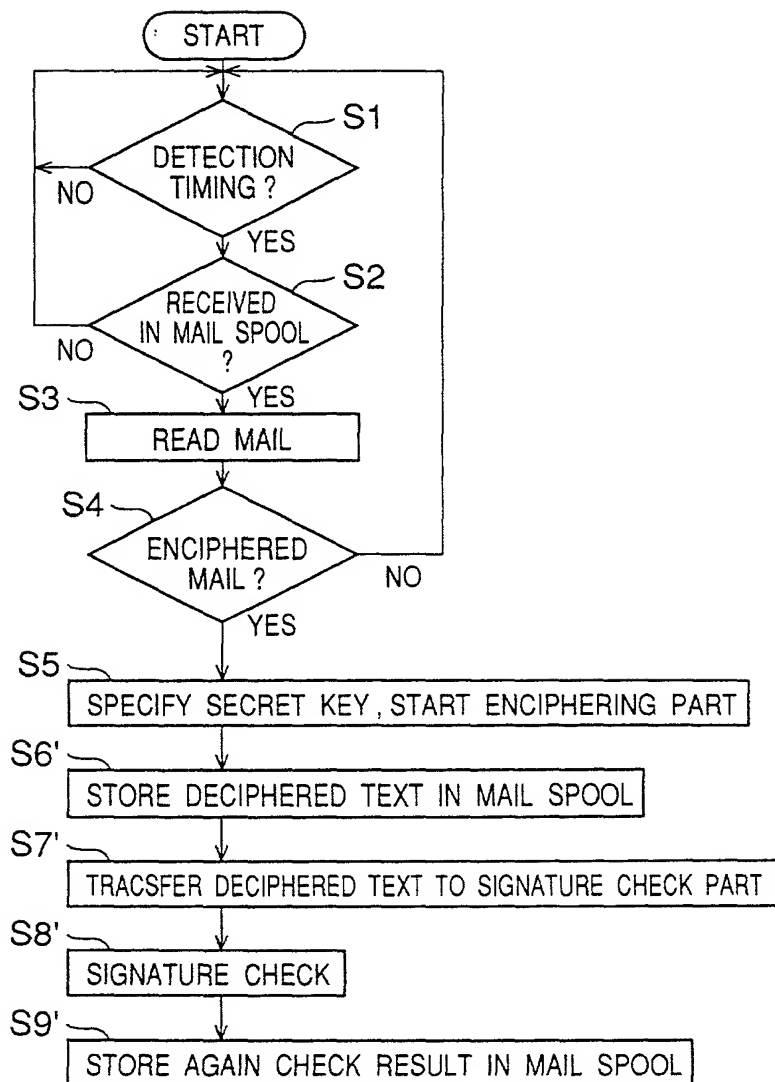 START
S1
DETECTION
TIMING ?
NO
YES
S2
RECEIVED
IN MAIL SPOOL
?
NO
YES
S3
READ MAIL
S4
ENCIPHERED
MAIL ?
NO
YES
S5
SPECIFY SECRET KEY , START ENCIPHERING PART
S6'
STORE DECIPHERED TEXT IN MAIL SPOOL
S7'
TRACSFER DECIPHERED TEXT TO SIGNATURE CHECK PART
S8'
SIGNATURE CHECK
S9'
STORE AGAIN CHECK RESULT IN MAIL SPOOL